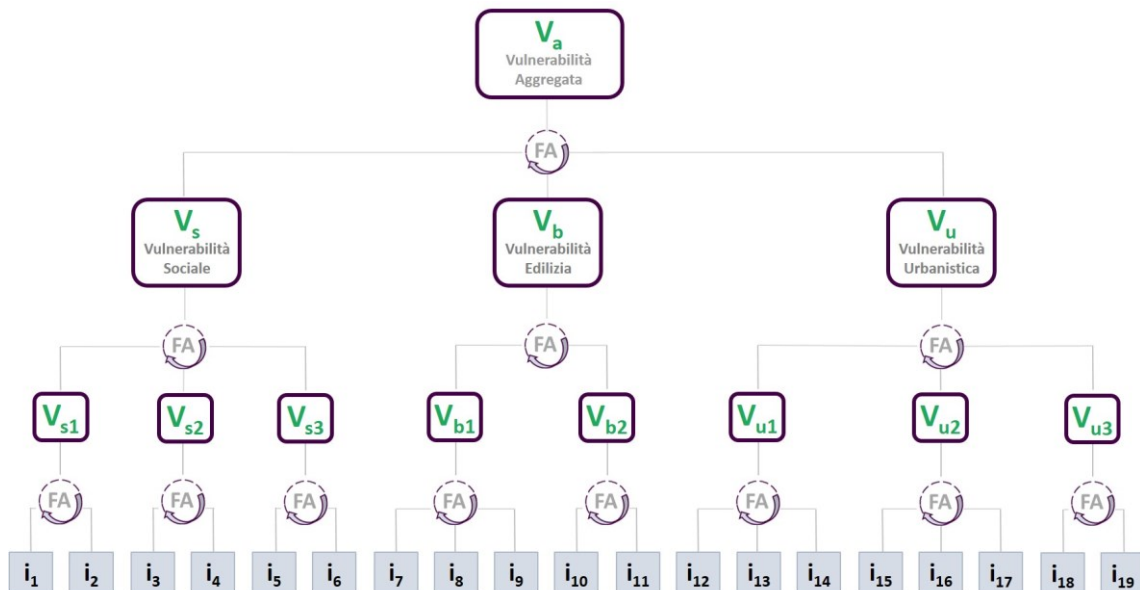 Va
Vulnerabilità
Aggregata
FA
Vs
Vulnerabilità
Sociale
Vb
Vulnerabilità
Edilizia
Vu
Vulnerabilità
Urbanistica
FA FA FA
Vs1 Vs2 Vs3 Vb1 Vb2 Vu1 Vu2 Vu3
FA FA FA FA FA FA FA FA
i1 i2 i3 i4 i5 i6 i7 i8 i9 i10 i11 i12 i13 i14 i15 i16 i17 i18 i19